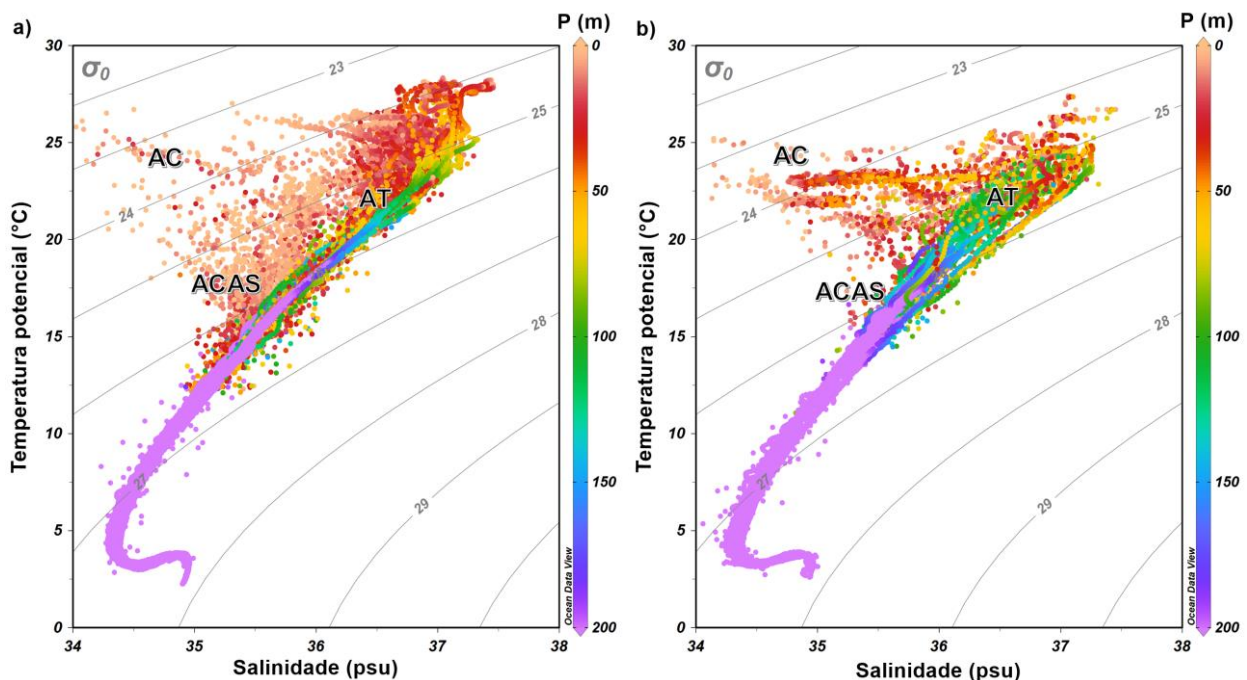 a)
P (m)
σ0
30
25
20
15
10
5
0
Temperatura potencial (°C)
23
25
24
28
27
29
AC
AT
ACAS
34
35
36
37
38
Salinidade (psu)
0
50
100
150
200
Ocean Data View
b)
P (m)
σ0
30
25
20
15
10
5
0
Temperatura potencial (°C)
23
25
24
28
27
29
AC
AT
ACAS
34
35
36
37
38
Salinidade (psu)
0
50
100
150
200
Ocean Data View